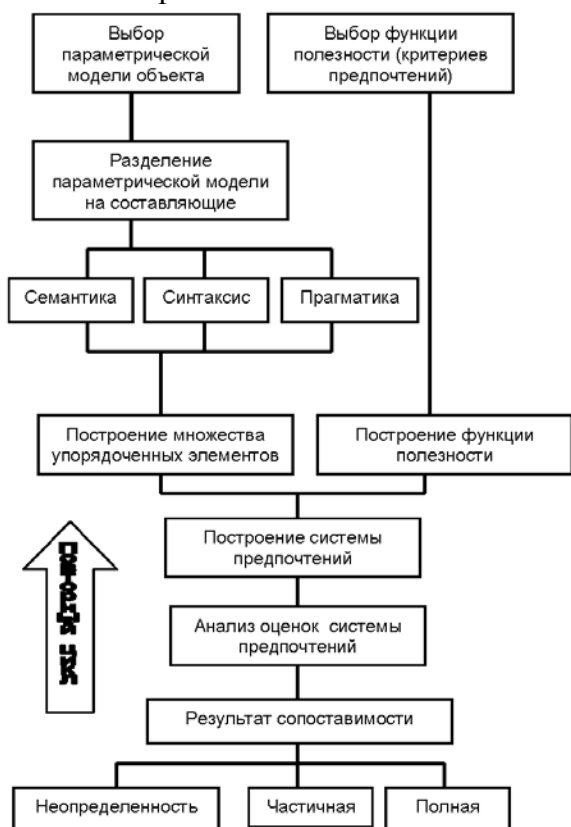 Выбор
параметрической
модели объекта
Выбор функции
полезности (критериев
предпочтений)
Разделение
параметрической модели
на составляющие
Семантика
Синтаксис
Прагматика
Построение множества
упорядоченных элементов
Построение функции
полезности
Построение системы
предпочтений
Анализ оценок системы
предпочтений
Результат сопоставимости
Неопределенность
Частичная
Полная